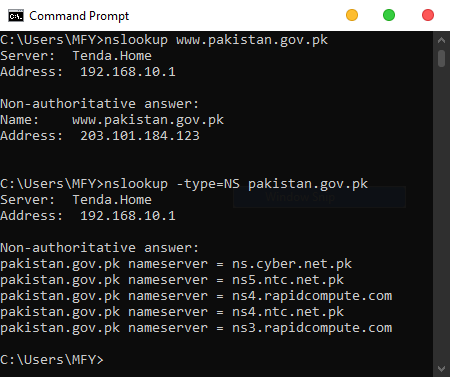 Command Prompt
C:\Users\MFY>nslookup www.pakistan.gov.pk
Server:  Tenda.Home
Address:  192.168.10.1
Non-authoritative answer:
Name:    www.pakistan.gov.pk
Address:  203.101.184.123
C:\Users\MFY>nslookup -type=NS pakistan.gov.pk
Server:  Tenda.Home
Address:  192.168.10.1
Non-authoritative answer:
pakistan.gov.pk nameserver = ns.cyber.net.pk
pakistan.gov.pk nameserver = ns5.ntc.net.pk
pakistan.gov.pk nameserver = ns4.rapidcompute.com
pakistan.gov.pk nameserver = ns4.ntc.net.pk
pakistan.gov.pk nameserver = ns3.rapidcompute.com
C:\Users\MFY>